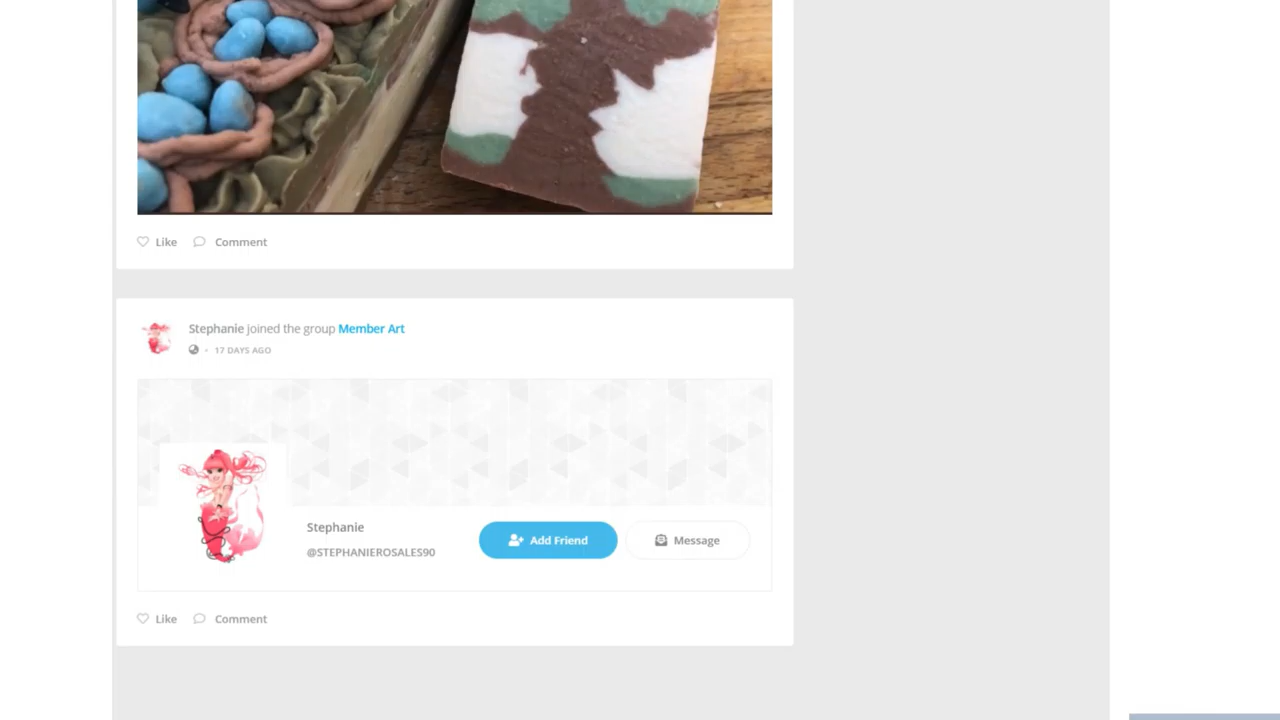 Like Comment
Stephanie joined the group Member Art
17 DAYS AGO
Stephanie
@STEPHANIEROSALES90
Add Friend Message
Like Comment